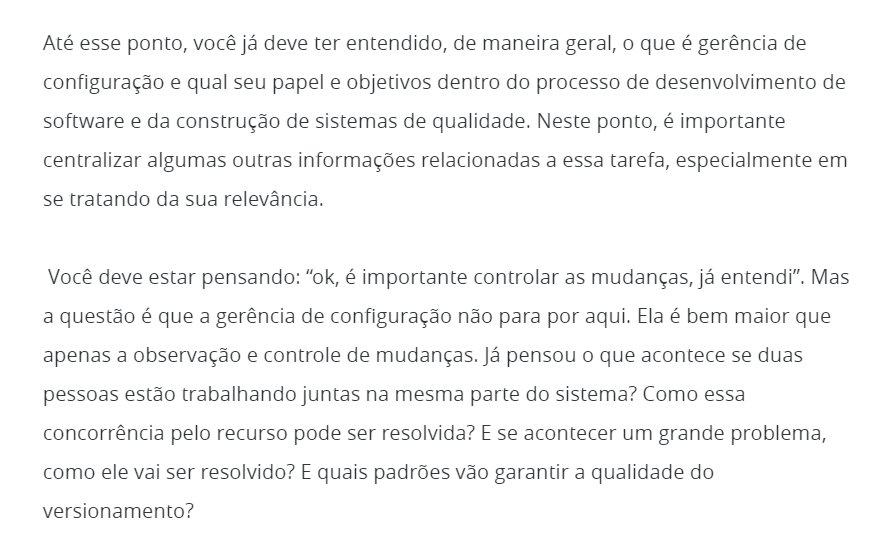 Até esse ponto, você já deve ter entendido, de maneira geral, o que é gerência de
configuração e qual seu papel e objetivos dentro do processo de desenvolvimento de
software e da construção de sistemas de qualidade. Neste ponto, é importante
centralizar algumas outras informações relacionadas a essa tarefa, especialmente em
se tratando da sua relevância.
Você deve estar pensando: “ok, é importante controlar as mudanças, já entendi”. Mas
a questão é que a gerência de configuração não para por aqui. Ela é bem maior que
apenas a observação e controle de mudanças. Já pensou o que acontece se duas
pessoas estão trabalhando juntas na mesma parte do sistema? Como essa
concorrência pelo recurso pode ser resolvida? E se acontecer um grande problema,
como ele vai ser resolvido? E quais padrões vão garantir a qualidade do
versionamento?